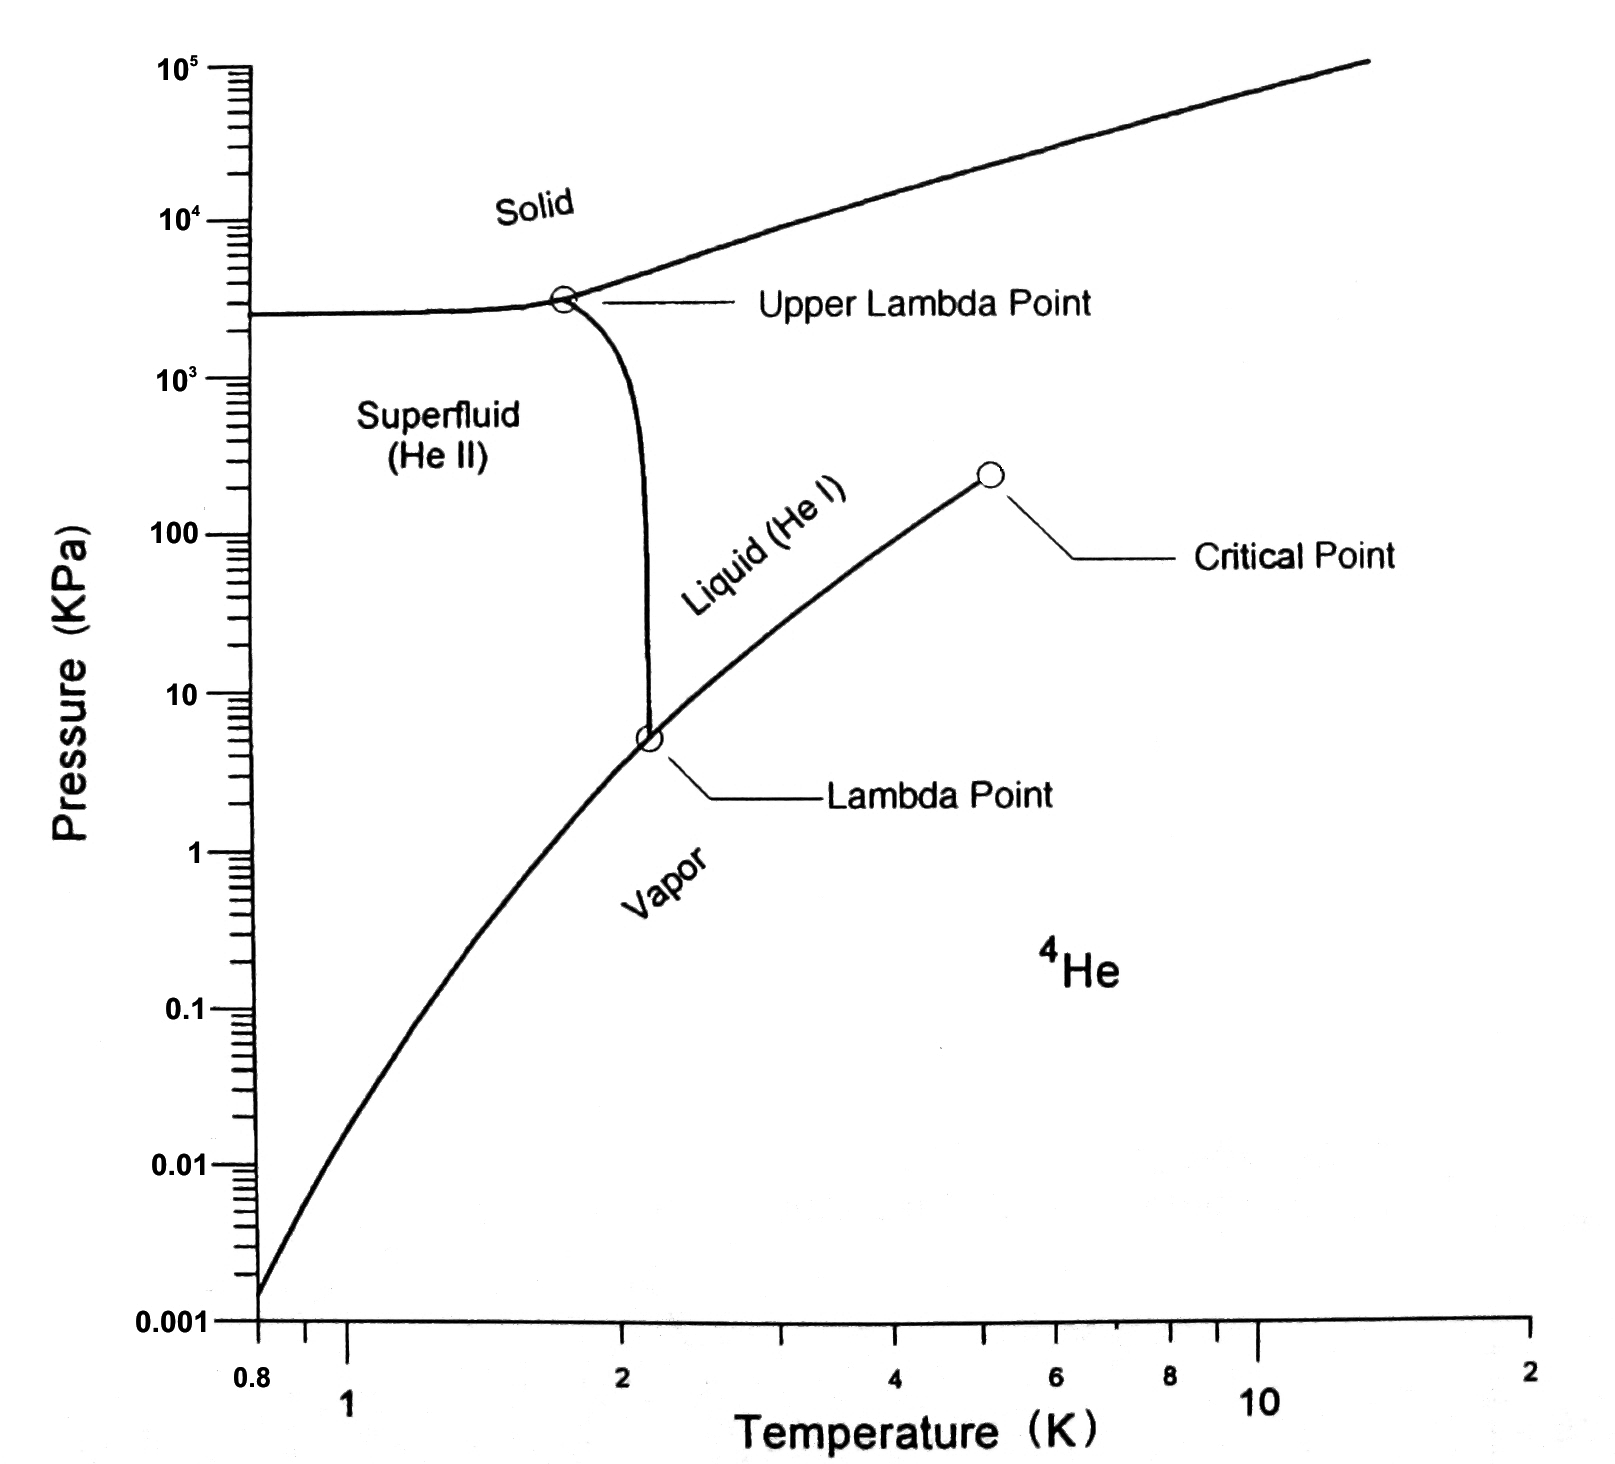 10⁵
Solid
10⁴
Upper Lambda Point
10³
Superfluid
(He II)
Liquid (He I)
100
Critical Point
Pressure (KPa)
10
Lambda Point
1
Vapor
⁴He
0.1
0.01
0.001
0.8
1
2
4
6
8
10
2
Temperature (K)